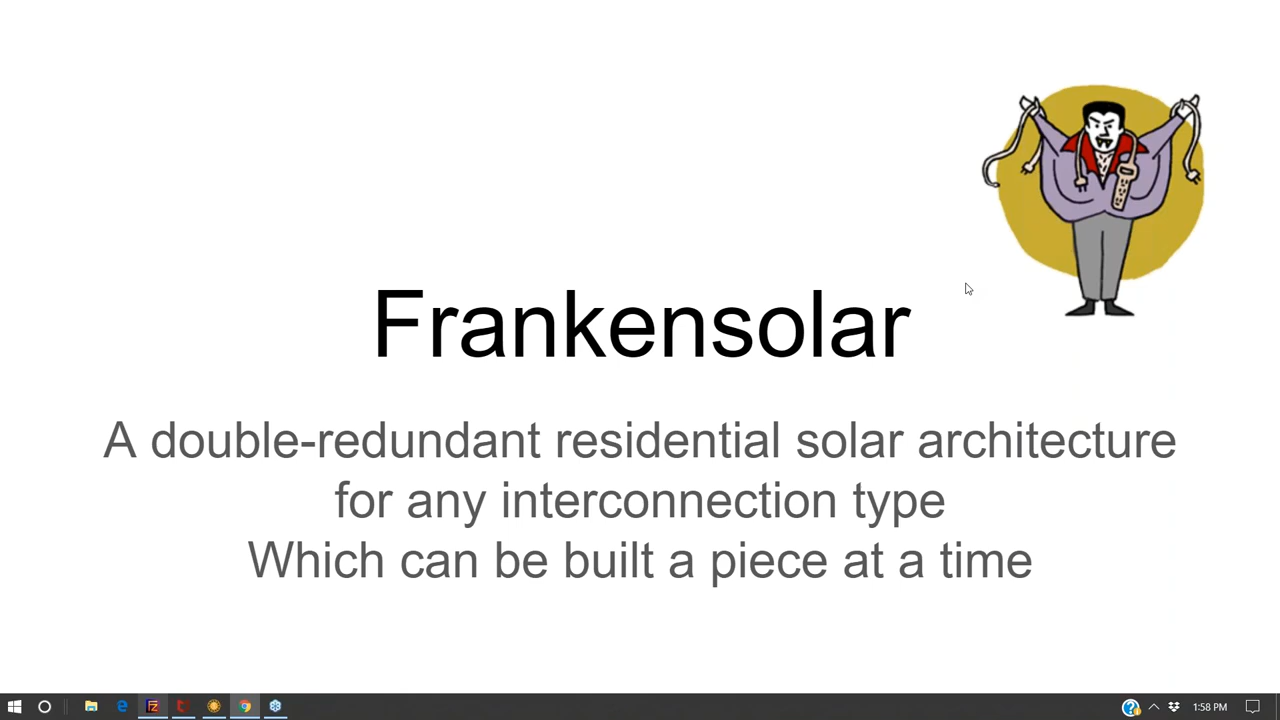 Frankensolar
A double-redundant residential solar architecture
for any interconnection type
Which can be built a piece at a time
1:58 PM